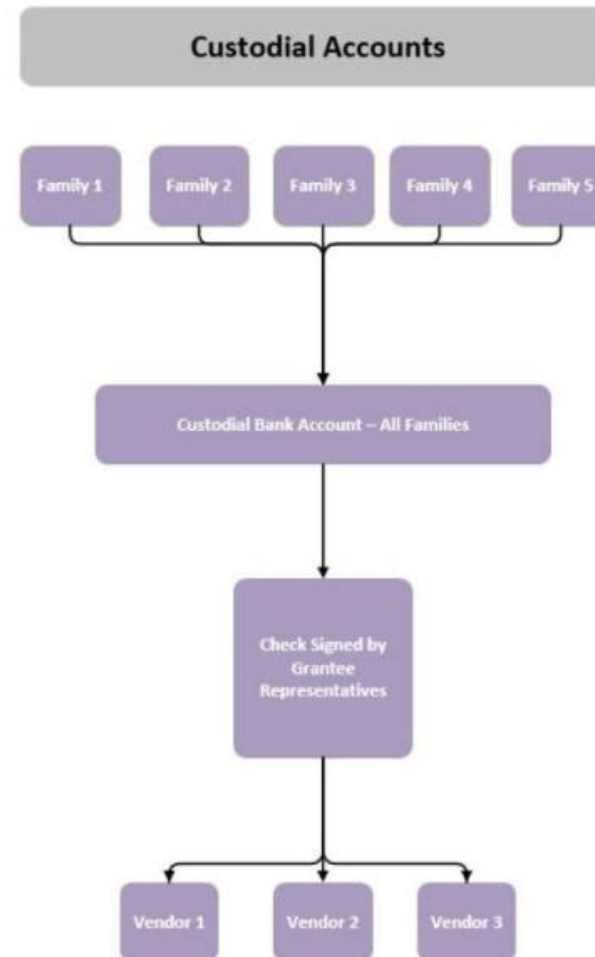 Custodial Accounts
Family 1
Family 2
Family 3
Family 4
Family 5
Custodial Bank Account – All Families
Check Signed by
Grantee
Representatives
Vendor 1
Vendor 2
Vendor 3